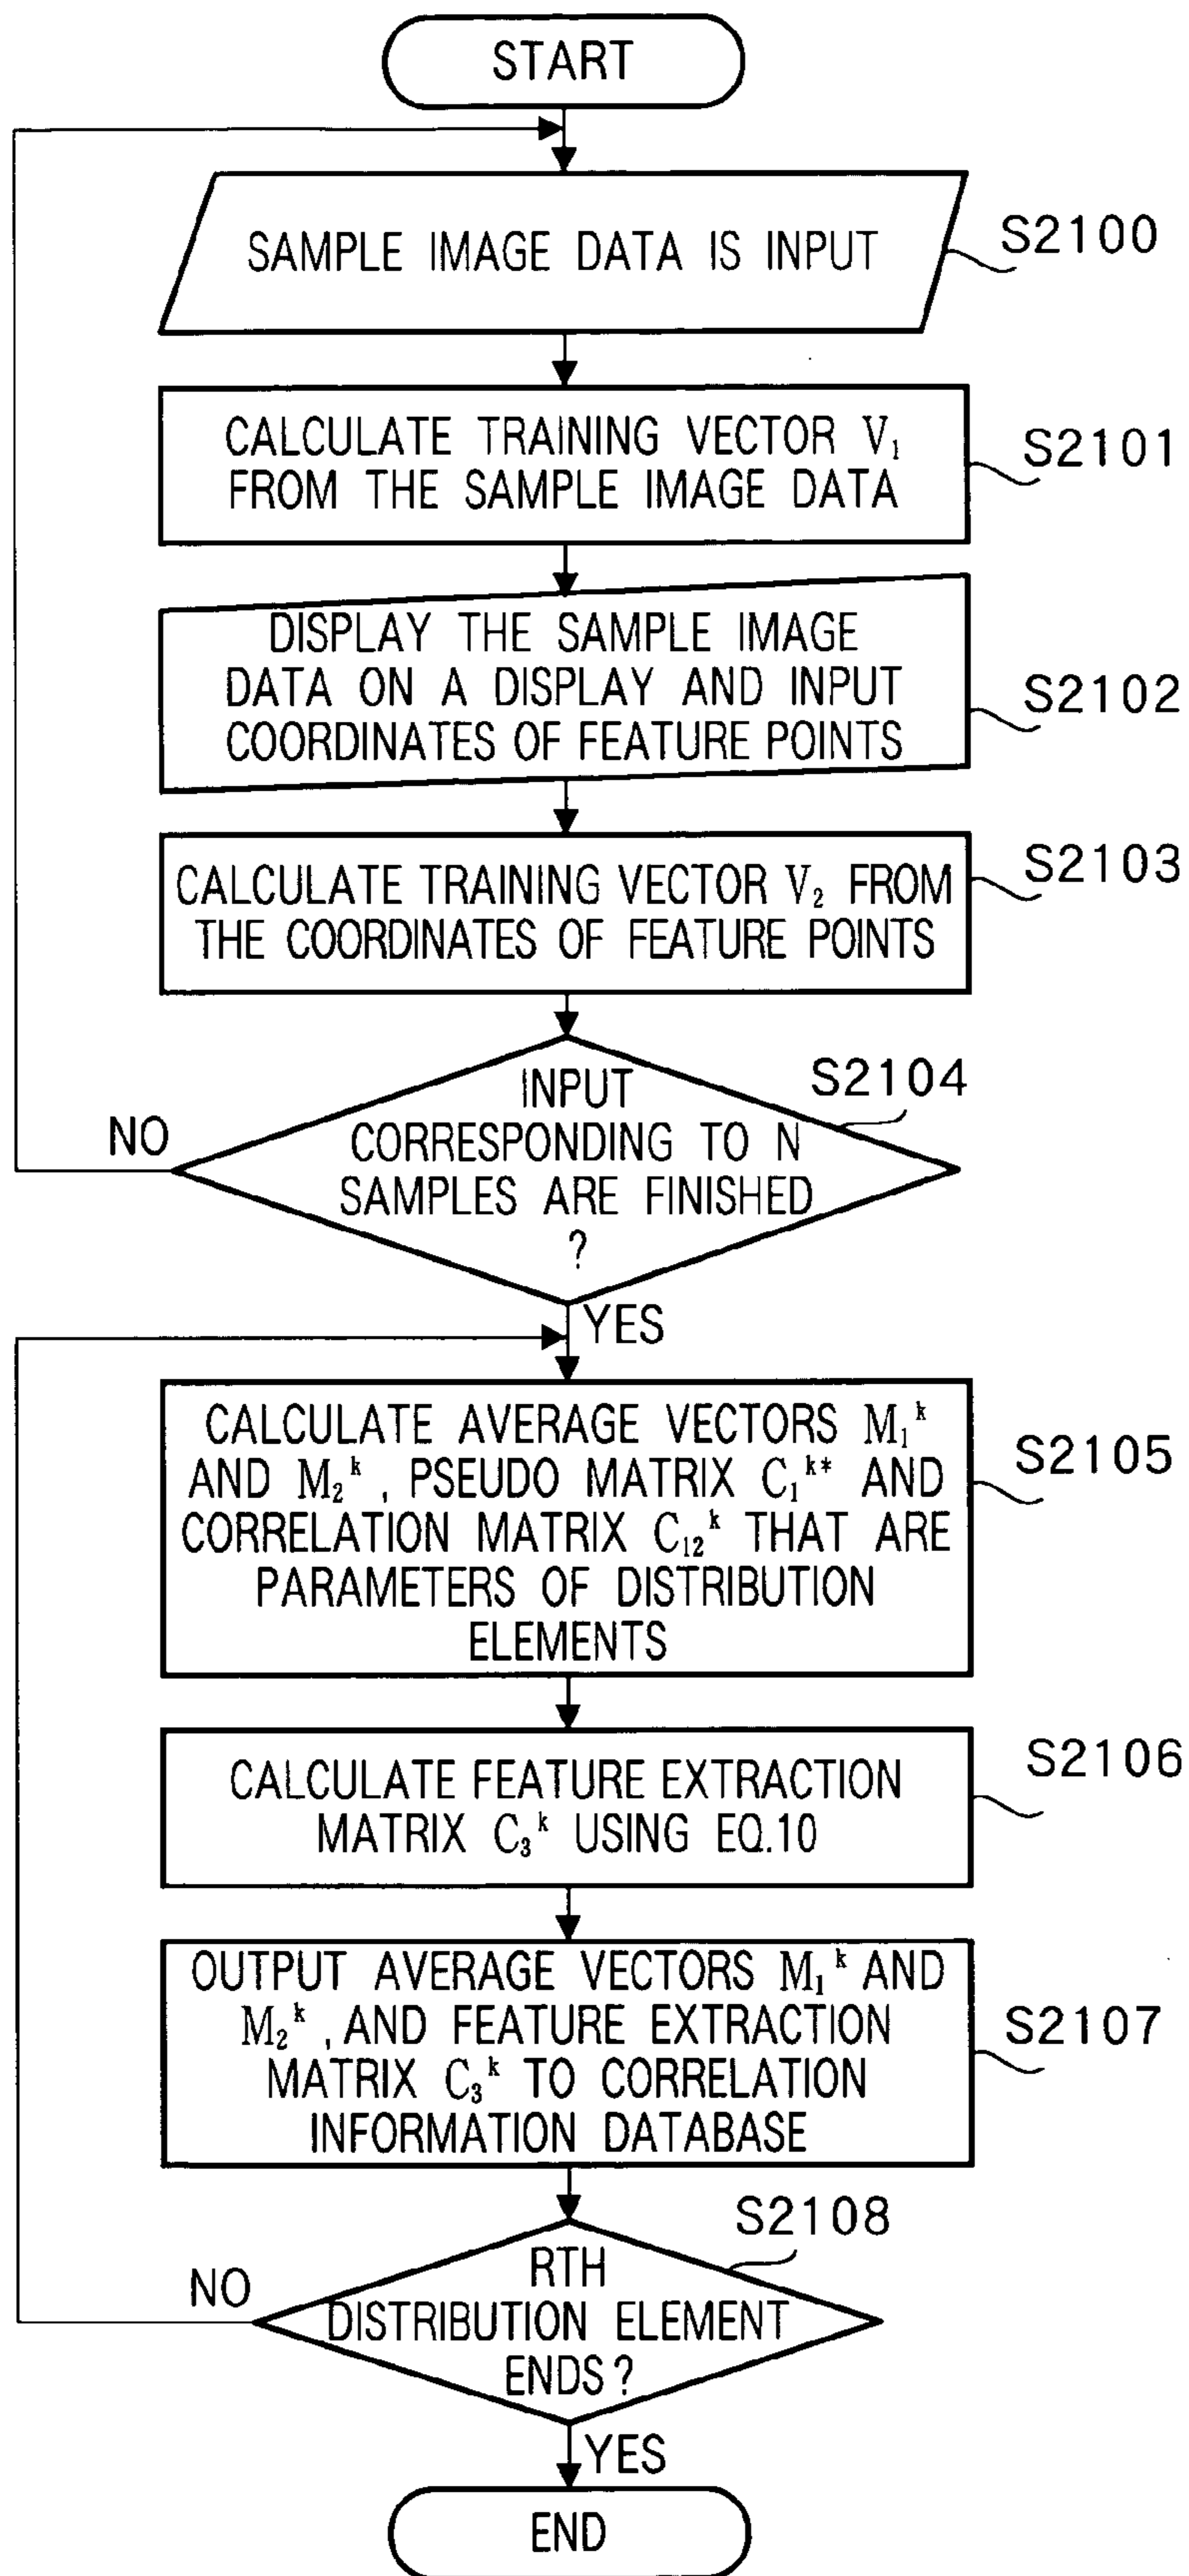 START
SAMPLE IMAGE DATA IS INPUT
S2100
CALCULATE TRAINING VECTOR V₁
FROM THE SAMPLE IMAGE DATA
S2101
DISPLAY THE SAMPLE IMAGE
DATA ON A DISPLAY AND INPUT
COORDINATES OF FEATURE POINTS
S2102
CALCULATE TRAINING VECTOR V₂ FROM
THE COORDINATES OF FEATURE POINTS
S2103
INPUT
CORRESPONDING TO N
SAMPLES ARE FINISHED
?
S2104
NO
YES
CALCULATE AVERAGE VECTORS M₁ᵏ
AND M₂ᵏ, PSEUDO MATRIX C₁ᵏ* AND
CORRELATION MATRIX C₁₂ᵏ THAT ARE
PARAMETERS OF DISTRIBUTION
ELEMENTS
S2105
CALCULATE FEATURE EXTRACTION
MATRIX C₃ᵏ USING EQ.10
S2106
OUTPUT AVERAGE VECTORS M₁ᵏ AND
M₂ᵏ, AND FEATURE EXTRACTION
MATRIX C₃ᵏ TO CORRELATION
INFORMATION DATABASE
S2107
RTH
DISTRIBUTION ELEMENT
ENDS?
S2108
NO
YES
END